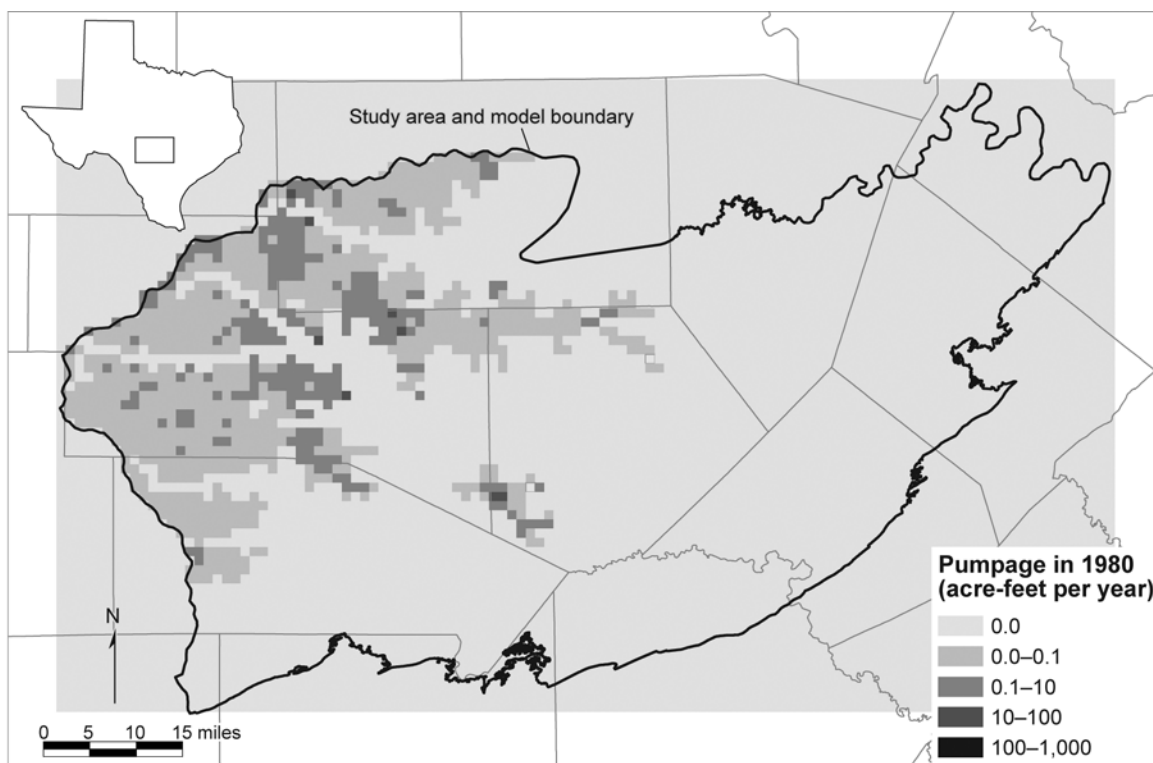 Study area and model boundary
N
0 5 10 15 miles
Pumpage in 1980
(acre-feet per year)
0.0
0.0–0.1
0.1–10
10–100
100–1,000